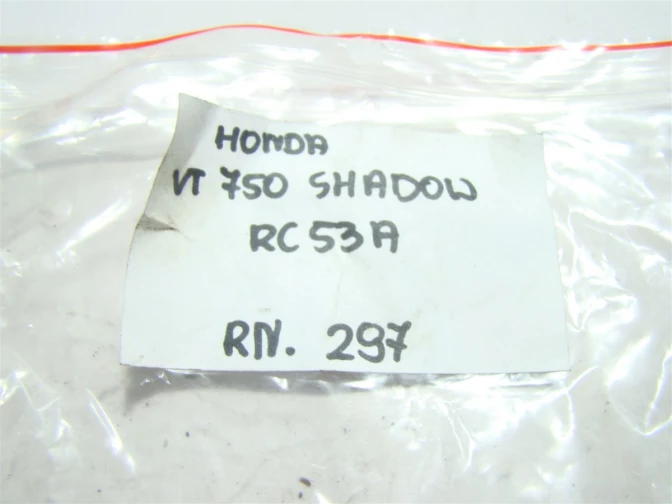 HONDA
VT 750 SHADOW
RC53A
RN. 297